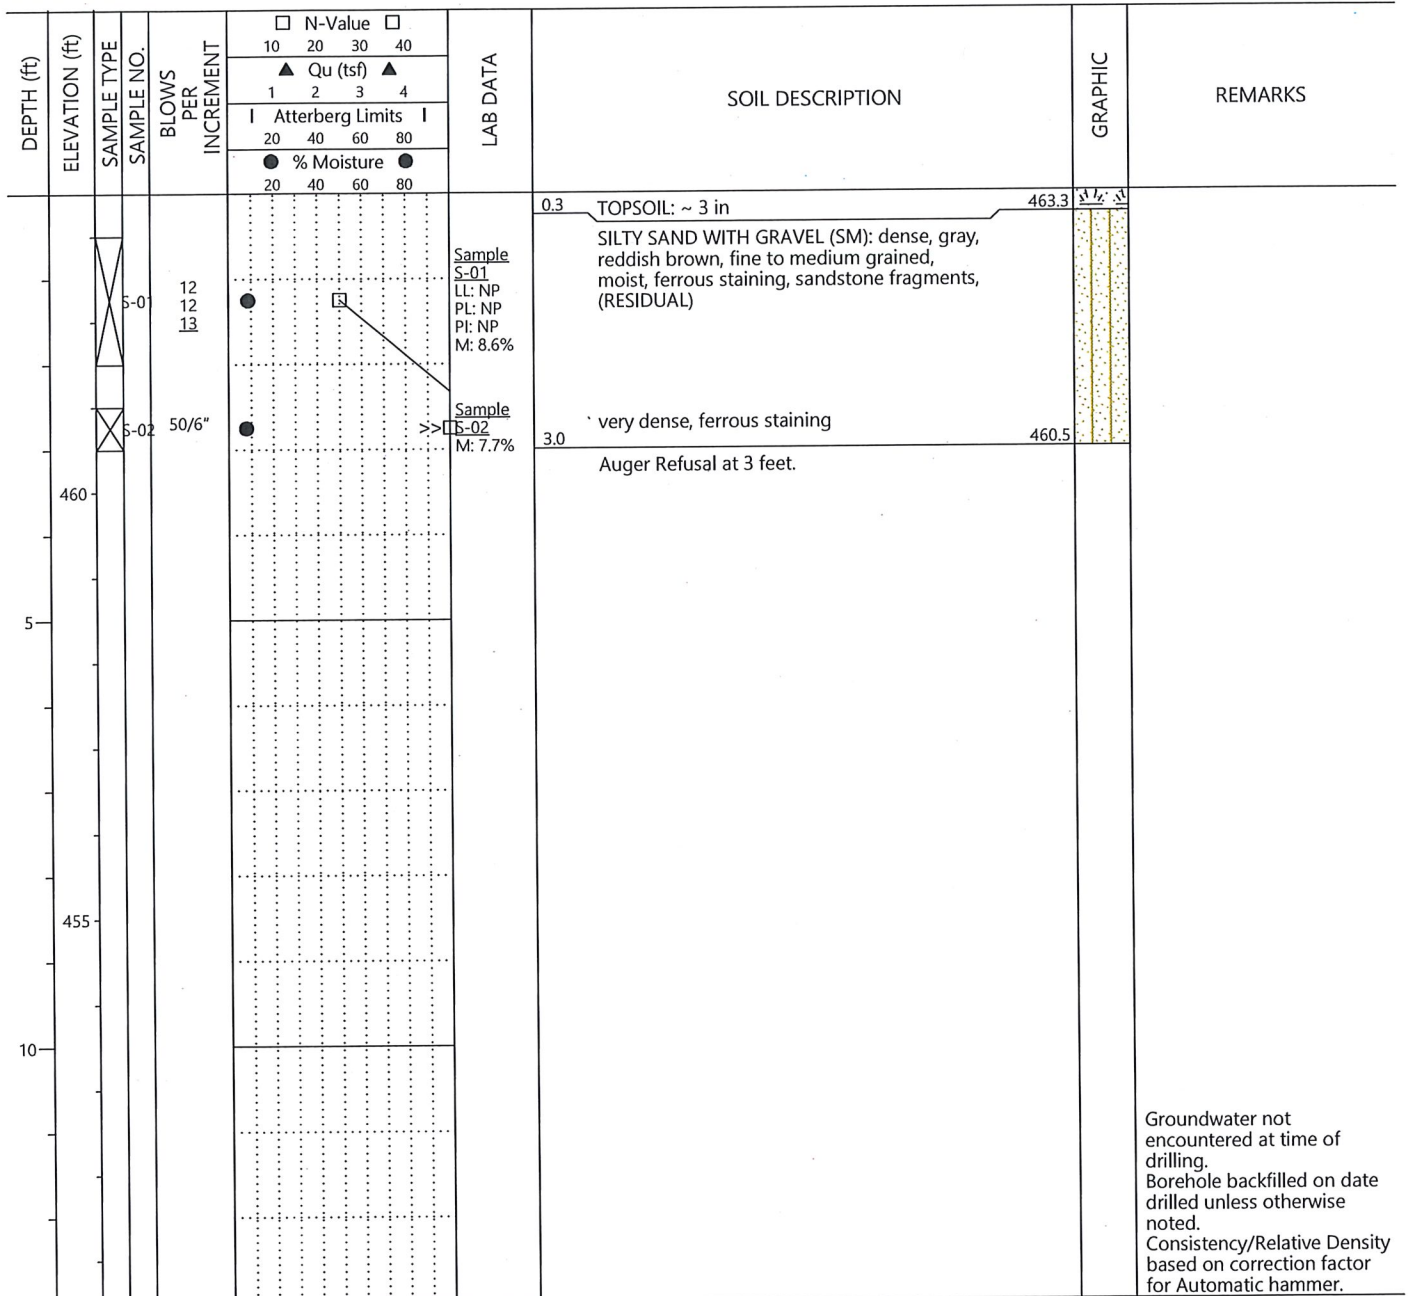 DEPTH (ft)
ELEVATION (ft)
SAMPLE TYPE
SAMPLE NO.
BLOWS
PER
INCREMENT
N-Value
10 20 30 40
Qu (tsf)
1 2 3 4
Atterberg Limits
20 40 60 80
% Moisture
20 40 60 80
LAB DATA
SOIL DESCRIPTION
GRAPHIC
REMARKS
0.3 TOPSOIL: ~ 3 in 463.3
SILTY SAND WITH GRAVEL (SM): dense, gray,
reddish brown, fine to medium grained,
moist, ferrous staining, sandstone fragments,
(RESIDUAL)
S-01
12
12
13
Sample
S-01
LL: NP
PL: NP
PI: NP
M: 8.6%
S-02
50/6"
>>
Sample
S-02
M: 7.7%
very dense, ferrous staining
3.0 460.5
Auger Refusal at 3 feet.
460
5
455
10
Groundwater not
encountered at time of
drilling.
Borehole backfilled on date
drilled unless otherwise
noted.
Consistency/Relative Density
based on correction factor
for Automatic hammer.